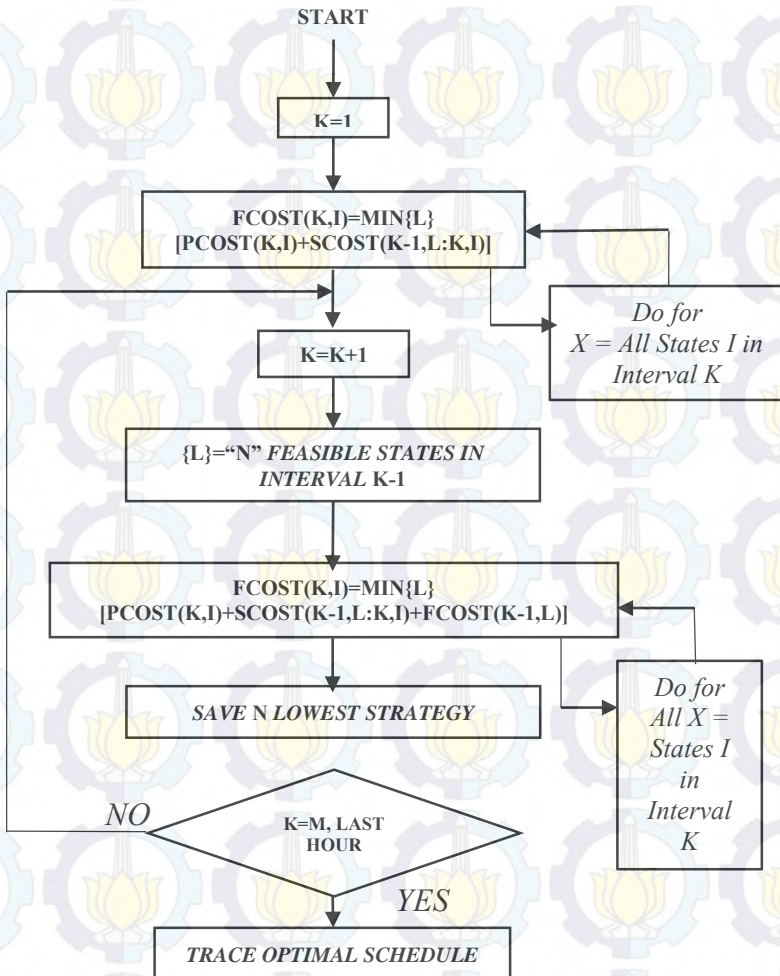 START
K=1
FCOST(K,I)=MIN{L}
[PCOST(K,I)+SCOST(K-1,L:K,I)]
Do for
X = All States I in
Interval K
K=K+1
{L}=“N” FEASIBLE STATES IN
INTERVAL K-1
FCOST(K,I)=MIN{L}
[PCOST(K,I)+SCOST(K-1,L:K,I)+FCOST(K-1,L)]
Do for
All X =
States I
in
Interval
K
SAVE N LOWEST STRATEGY
NO
K=M, LAST
HOUR
YES
TRACE OPTIMAL SCHEDULE